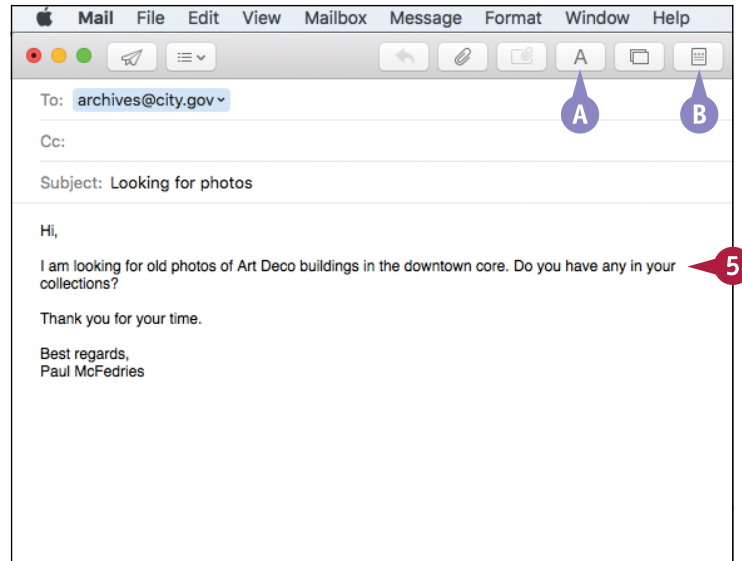 Mail File Edit View Mailbox Message Format Window Help
A
A B
To: archives@city.gov
Cc:
Subject: Looking for photos
Hi,
I am looking for old photos of Art Deco buildings in the downtown core. Do you have any in your 5
collections?
Thank you for your time.
Best regards,
Paul McFedries